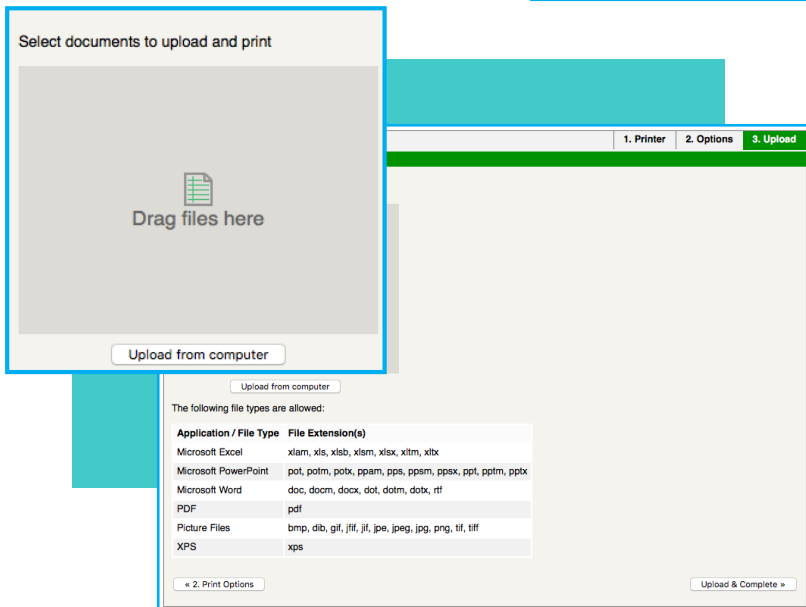 Select documents to upload and print
Drag files here
Upload from computer
1. Printer 2. Options 3. Upload
Upload from computer
The following file types are allowed:
Application / File Type File Extension(s)
Microsoft Excel xlam, xls, xlsb, xlsm, xlsx, xltm, xltx
Microsoft PowerPoint pot, potm, potx, ppam, pps, ppsm, ppsx, ppt, pptm, pptx
Microsoft Word doc, docm, docx, dot, dotm, dotx, rtf
PDF pdf
Picture Files bmp, dib, gif, jfif, jif, jpe, jpeg, jpg, png, tif, tiff
XPS xps
« 2. Print Options Upload & Complete »